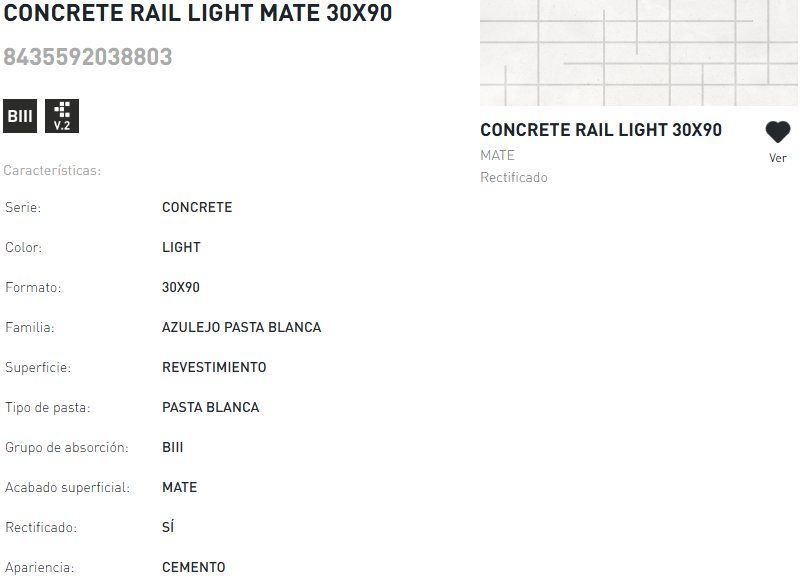 CONCRETE RAIL LIGHT MATE 30X90
8435592038803
BIII
V.2
Características:
Serie: CONCRETE
Color: LIGHT
Formato: 30X90
Familia: AZULEJO PASTA BLANCA
Superficie: REVESTIMIENTO
Tipo de pasta: PASTA BLANCA
Grupo de absorción: BIII
Acabado superficial: MATE
Rectificado: SÍ
Apariencia: CEMENTO
CONCRETE RAIL LIGHT 30X90
MATE
Rectificado
Ver